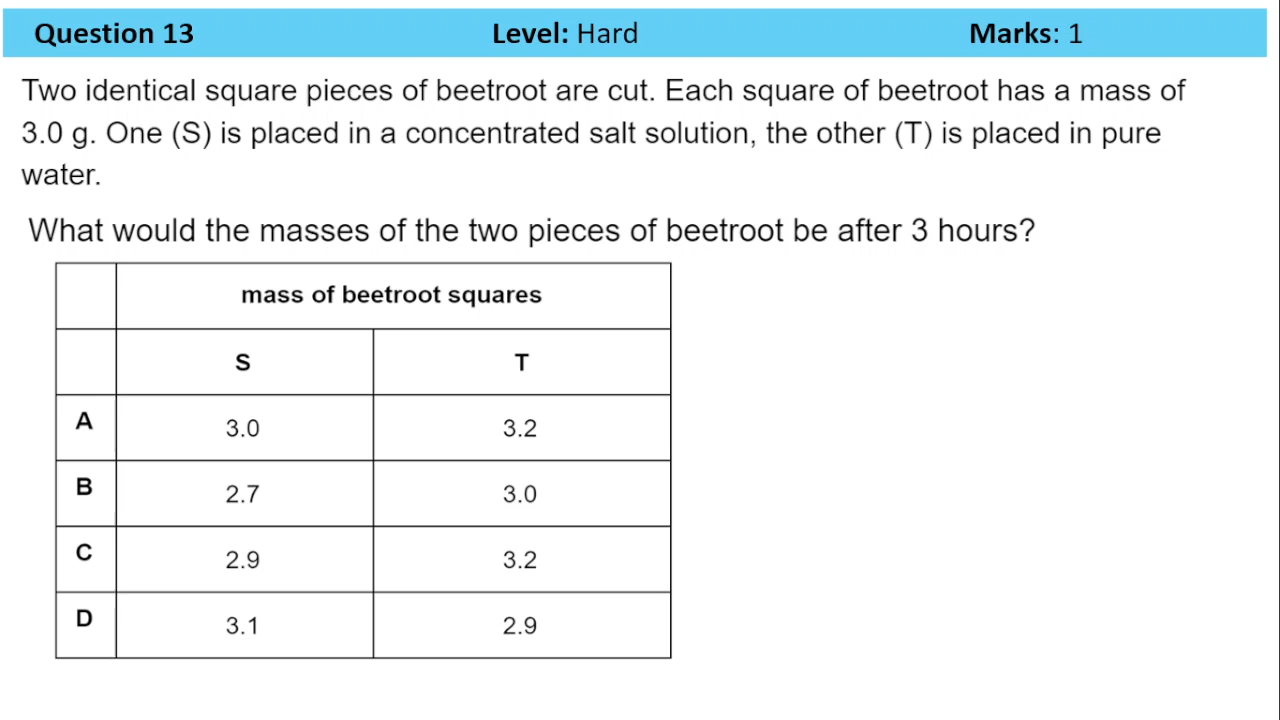 Question 13 Level: Hard Marks: 1
Two identical square pieces of beetroot are cut. Each square of beetroot has a mass of
3.0 g. One (S) is placed in a concentrated salt solution, the other (T) is placed in pure
water.
What would the masses of the two pieces of beetroot be after 3 hours?
mass of beetroot squares
S T
A 3.0 3.2
B 2.7 3.0
C 2.9 3.2
D 3.1 2.9